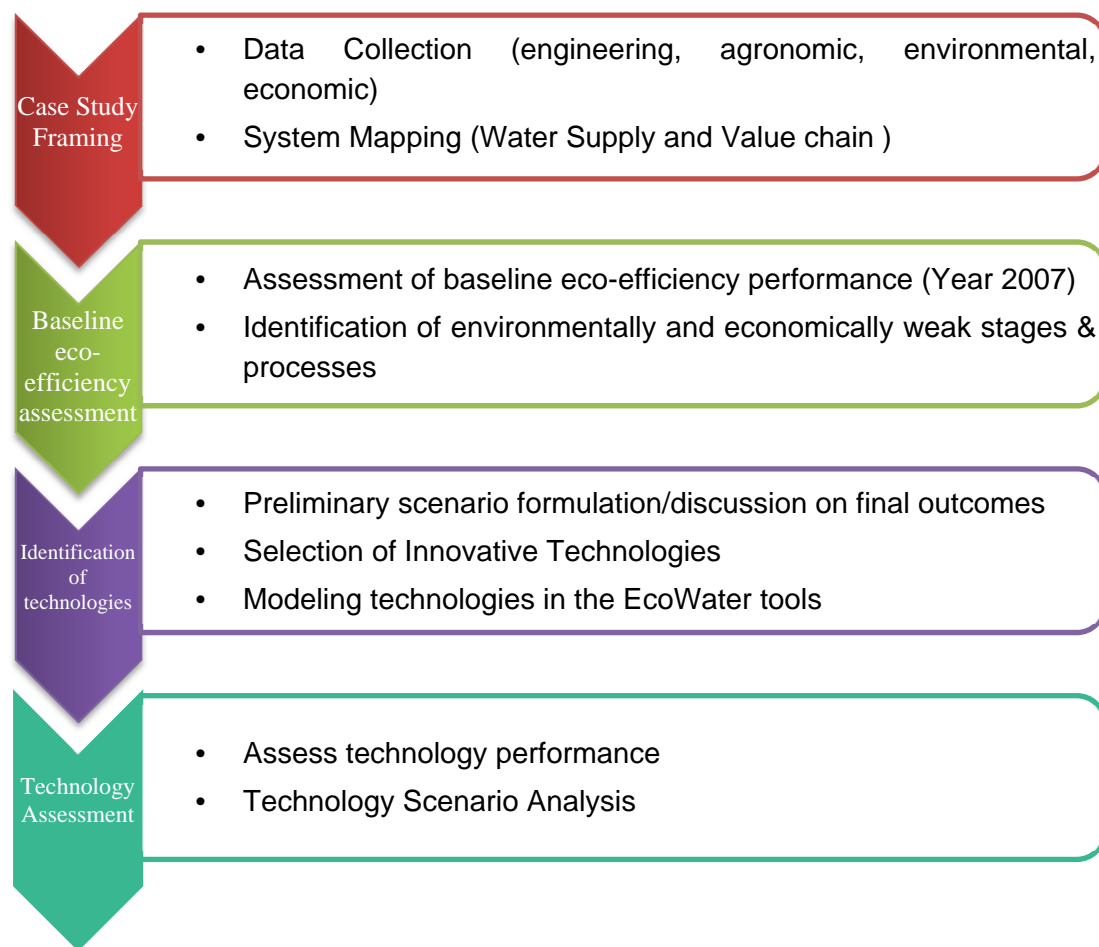 Case Study
Framing
• Data Collection (engineering, agronomic, environmental,
economic)
• System Mapping (Water Supply and Value chain )
Baseline
eco-
efficiency
assessment
• Assessment of baseline eco-efficiency performance (Year 2007)
• Identification of environmentally and economically weak stages &
processes
Identification
of
technologies
• Preliminary scenario formulation/discussion on final outcomes
• Selection of Innovative Technologies
• Modeling technologies in the EcoWater tools
Technology
Assessment
• Assess technology performance
• Technology Scenario Analysis